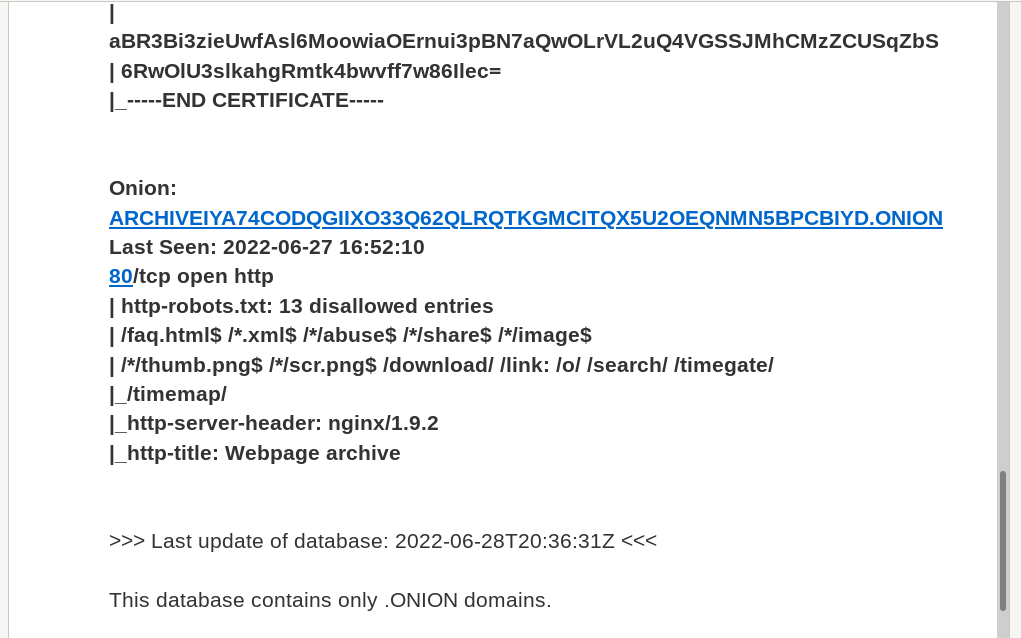 |
aBR3Bi3zieUwfAsl6MoowiaOErnui3pBN7aQwOLrVL2uQ4VGSSJMhCMzZCUSqZbS
| 6RwOlU3slkahgRmtk4bwvff7w86Ilec=
|_-----END CERTIFICATE-----
Onion:
ARCHIVEIYA74CODQGIIXO33Q62QLRQTKGMCITQX5U2OEQNMN5BPCBIYD.ONION
Last Seen: 2022-06-27 16:52:10
80/tcp open http
| http-robots.txt: 13 disallowed entries
| /faq.html$ /*.xml$ /*/abuse$ /*/share$ /*/image$
| /*/thumb.png$ /*/scr.png$ /download/ /link: /o/ /search/ /timegate/
|_/timemap/
|_http-server-header: nginx/1.9.2
|_http-title: Webpage archive
>>> Last update of database: 2022-06-28T20:36:31Z <<<
This database contains only .ONION domains.